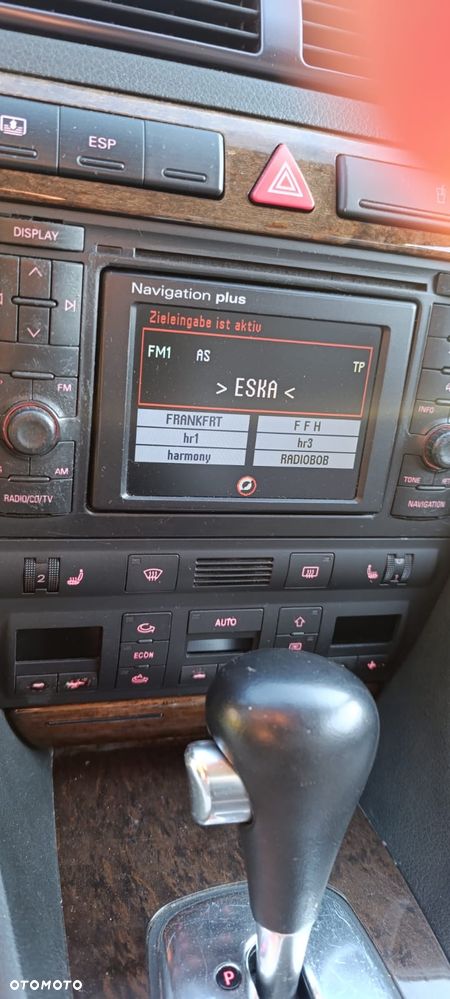 ESP
DISPLAY
Navigation plus
Zieleingabe ist aktiv
FM1 AS TP
> ESKA <
FRANKFRT FFH
hr1 hr3
harmony RADIOBOB
FM
AM
RADIO/CD/TV
INFO
TONE
NAVIGATION
2
AUTO
ECON
P
OTOMOTO